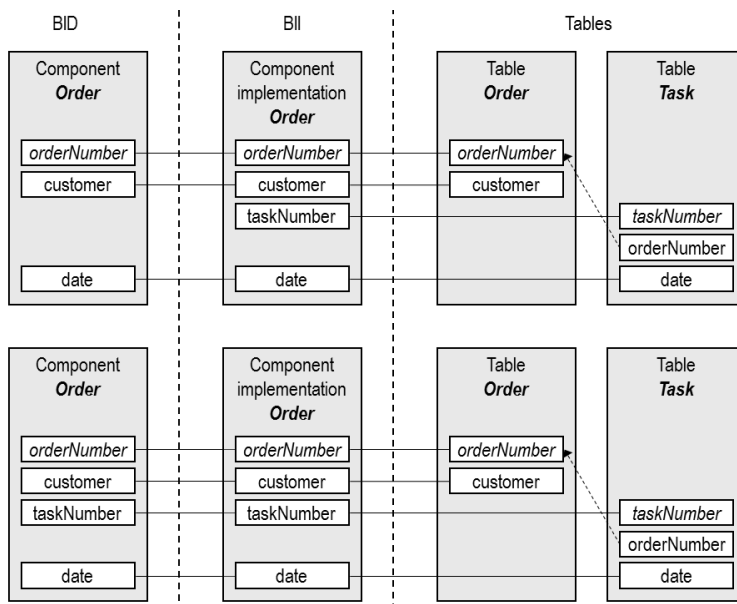 BID BII Tables
Component Component Table Table
Order implementation Order Task
Order
orderNumber orderNumber orderNumber
customer customer customer
taskNumber taskNumber
orderNumber
date date date
Component Component Table Table
Order implementation Order Task
Order
orderNumber orderNumber orderNumber
customer customer customer
taskNumber taskNumber taskNumber
orderNumber
date date date